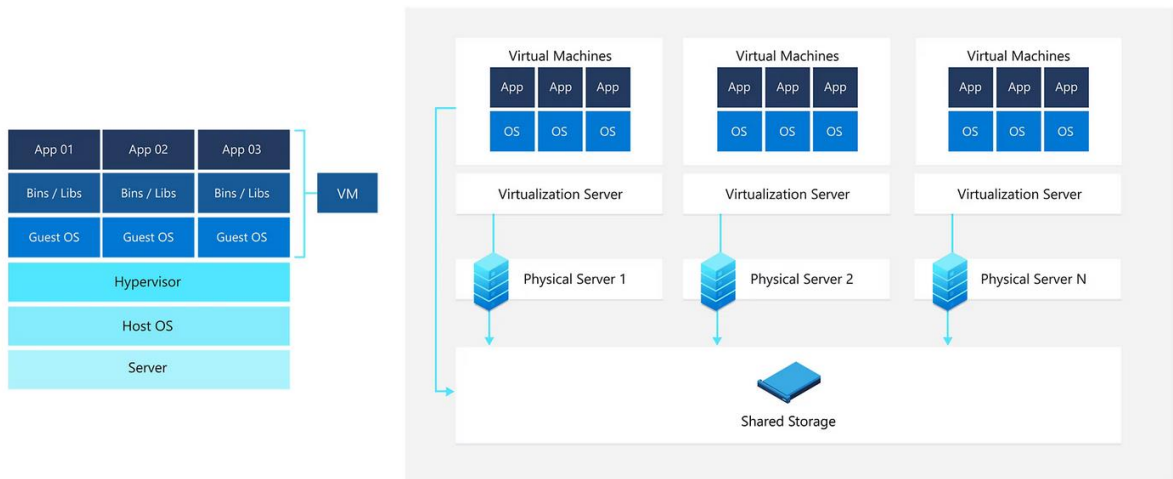 App 01 App 02 App 03
Bins / Libs Bins / Libs Bins / Libs
VM
Guest OS Guest OS Guest OS
Hypervisor
Host OS
Server
Virtual Machines Virtual Machines Virtual Machines
App App App App App App App App App
OS OS OS OS OS OS OS OS OS
Virtualization Server Virtualization Server Virtualization Server
Physical Server 1 Physical Server 2 Physical Server N
Shared Storage